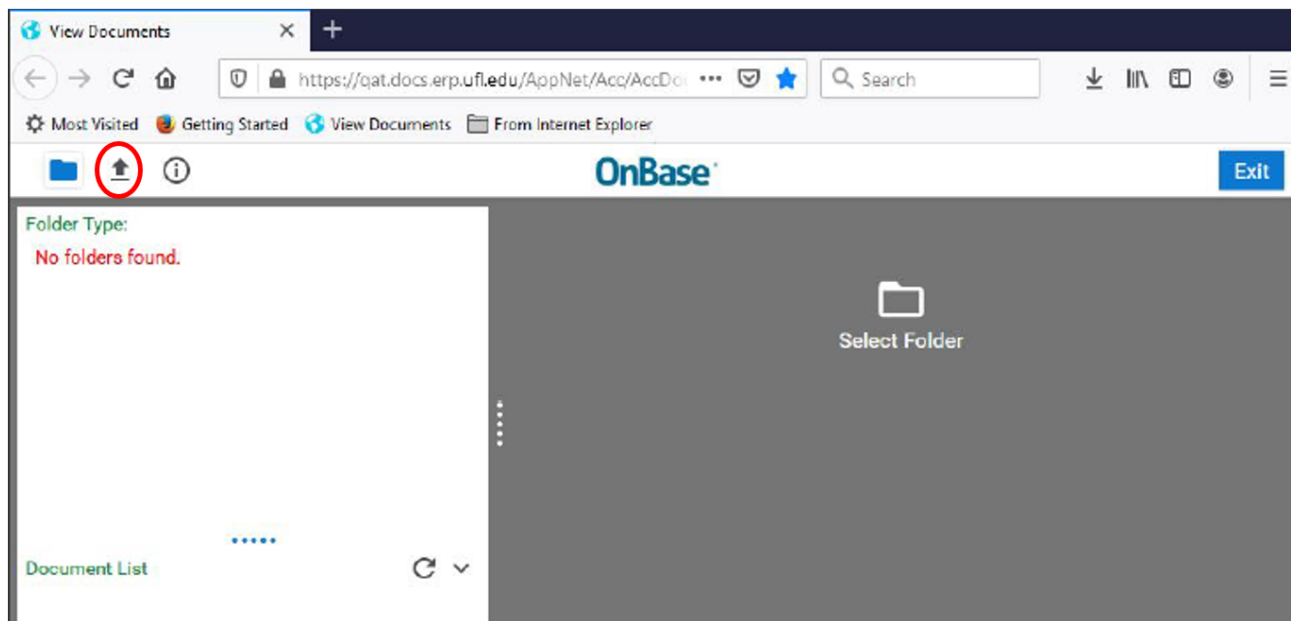 View Documents
https://qat.docs.erp.ufl.edu/AppNet/Acc/AccDo
Search
Most Visited Getting Started View Documents From Internet Explorer
OnBase
Exit
Folder Type:
No folders found.
Select Folder
Document List